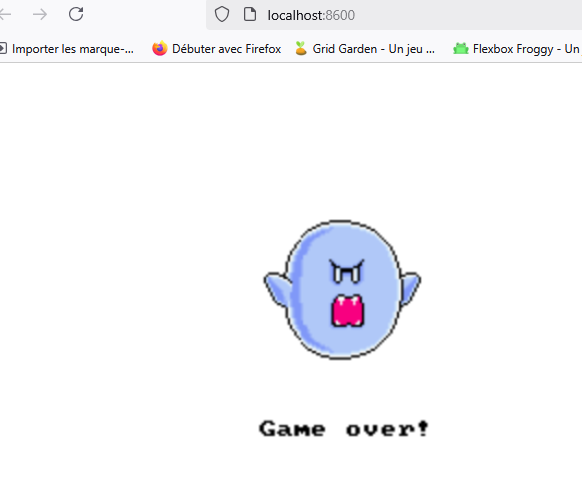 localhost:8600
Importer les marque-... Débuter avec Firefox Grid Garden - Un jeu ... Flexbox Froggy - Un
Game over!